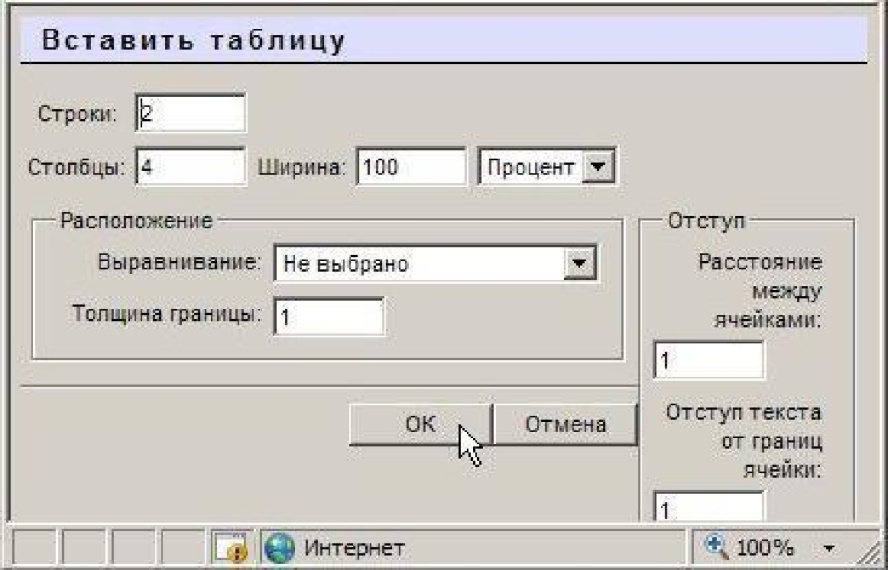 Вставить таблицу
Строки: 2
Столбцы: 4 Ширина: 100 Процент
Расположение
Выравнивание: Не выбрано
Толщина границы: 1
Отступ
Расстояние
между
ячейками:
1
Отступ текста
от границ
ячейки:
1
ОК Отмена
Интернет 100%